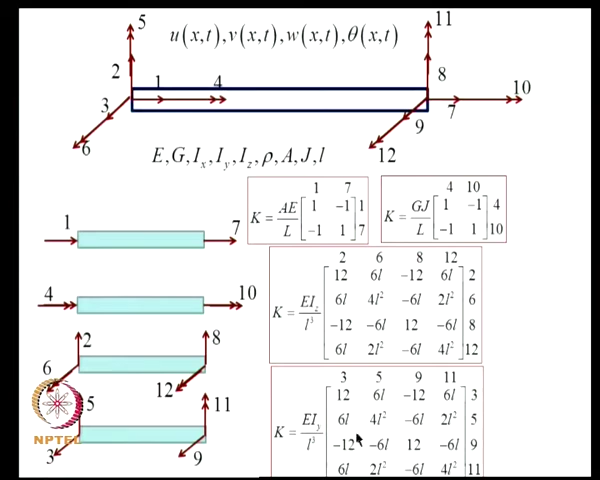 5
11
u(x,t), v(x,t), w(x,t), θ(x,t)
2
8
1
4
10
3
7
9
6
12
E, G, I_x, I_y, I_z, ρ, A, J, l
1 7
K = AE/L [1 -1; -1 1] 1 7
4 10
K = GJ/L [1 -1; -1 1] 4 10
1
7
4
10
2 6 8 12
12 6l -12 6l 2
6l 4l² -6l 2l² 6
K = EI_z/l³
-12 -6l 12 -6l 8
6l 2l² -6l 4l² 12
2
8
6
12
5
11
3
9
3 5 9 11
12 6l -12 6l 3
6l 4l² -6l 2l² 5
K = EI_y/l³
-12 -6l 12 -6l 9
6l 2l² -6l 4l² 11
NPTEL